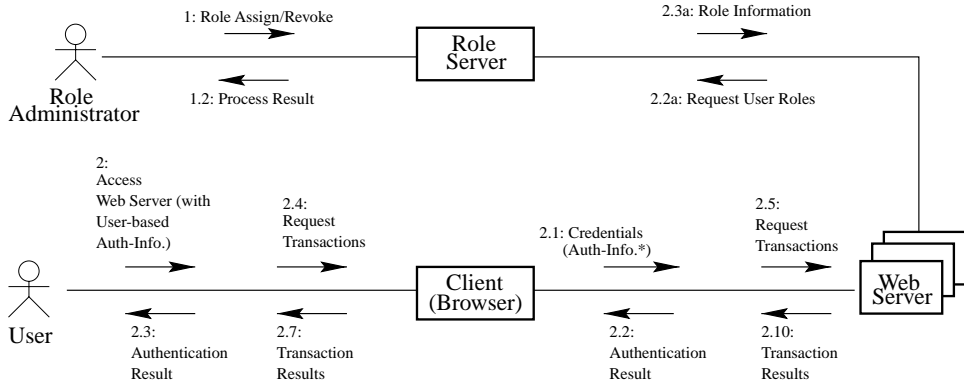 1: Role Assign/Revoke
2.3a: Role Information
Role
Server
1.2: Process Result
2.2a: Request User Roles
Role
Administrator
2:
Access
Web Server (with
User-based
Auth-Info.)
2.4:
Request
Transactions
2.1: Credentials
(Auth-Info.*)
2.5:
Request
Transactions
Client
(Browser)
Web
Server
User
2.3:
Authentication
Result
2.7:
Transaction
Results
2.2:
Authentication
Result
2.10:
Transaction
Results